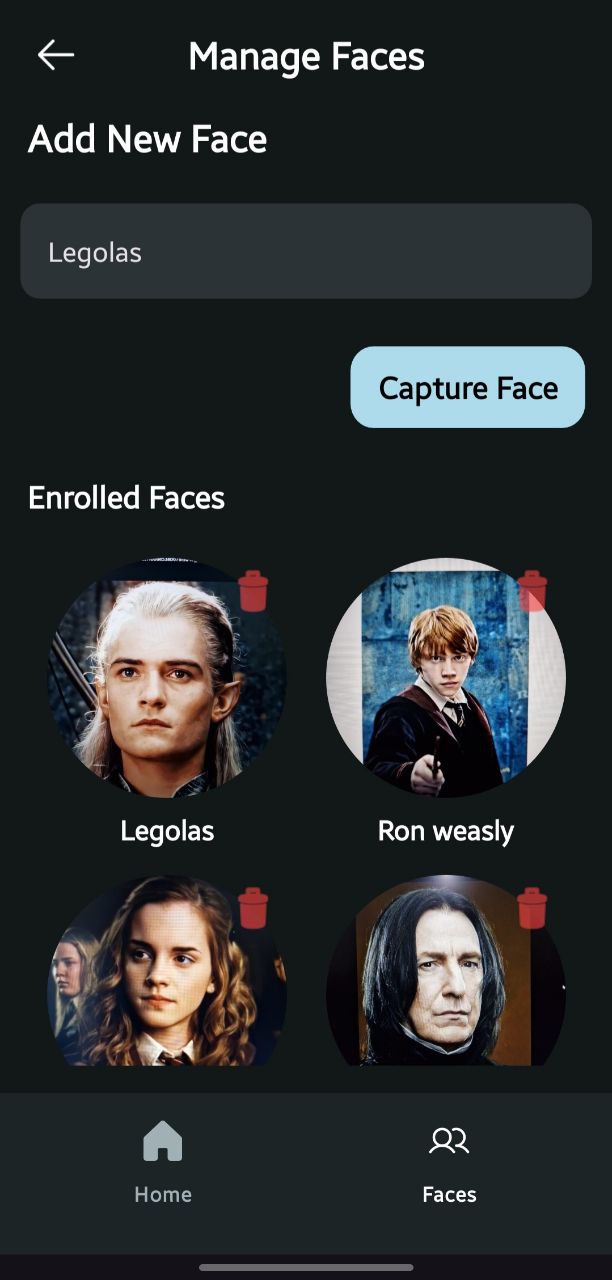 Manage Faces
Add New Face
Legolas
Capture Face
Enrolled Faces
Legolas
Ron weasly
Home
Faces